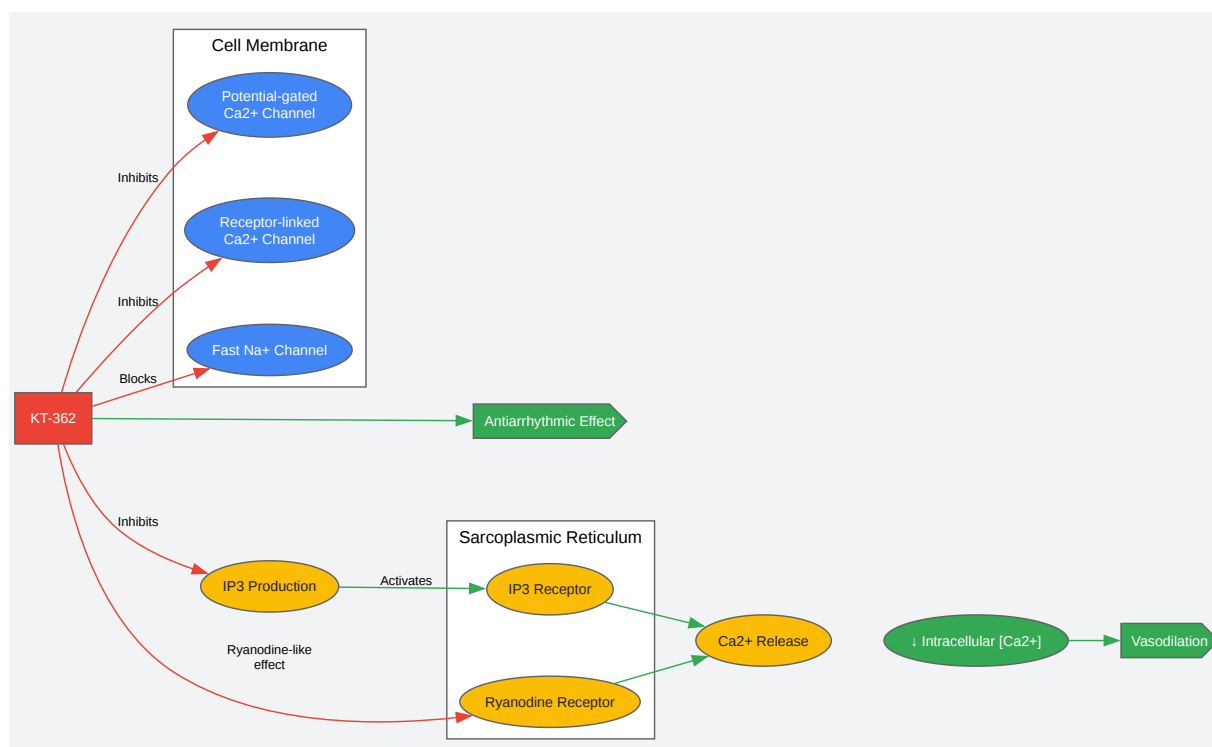 Cell Membrane
Potential-gated
Ca2+ Channel
Inhibits
Receptor-linked
Ca2+ Channel
Inhibits
Fast Na+ Channel
Blocks
KT-362
Antiarrhythmic Effect
Inhibits
Sarcoplasmic Reticulum
IP3 Production
Activates
IP3 Receptor
Ca2+ Release
↓ Intracellular [Ca2+]
Vasodilation
Ryanodine-like
effect
Ryanodine Receptor